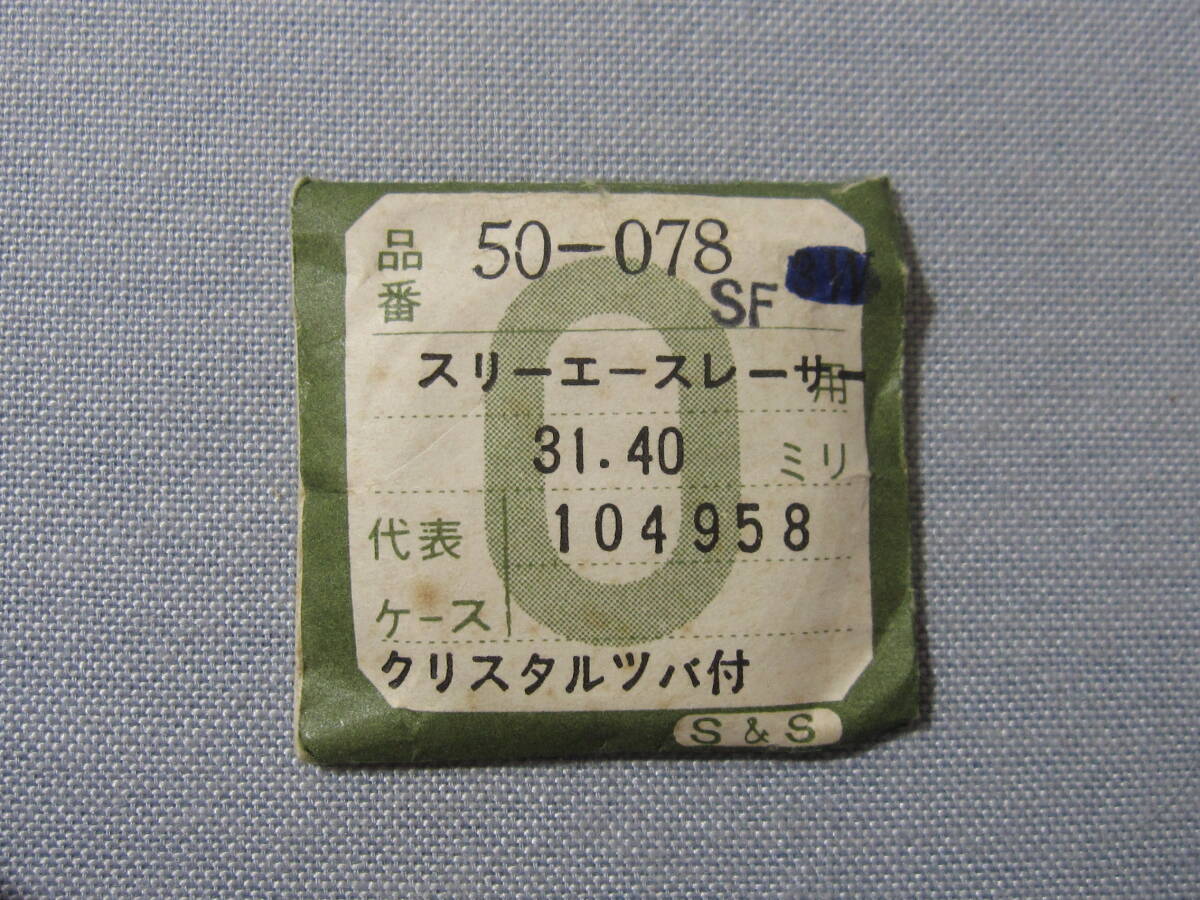 品番 50-078
SF
スリーエースレーサー用
31.40 ミリ
代表 104958
ケース
クリスタルツバ付
S & S